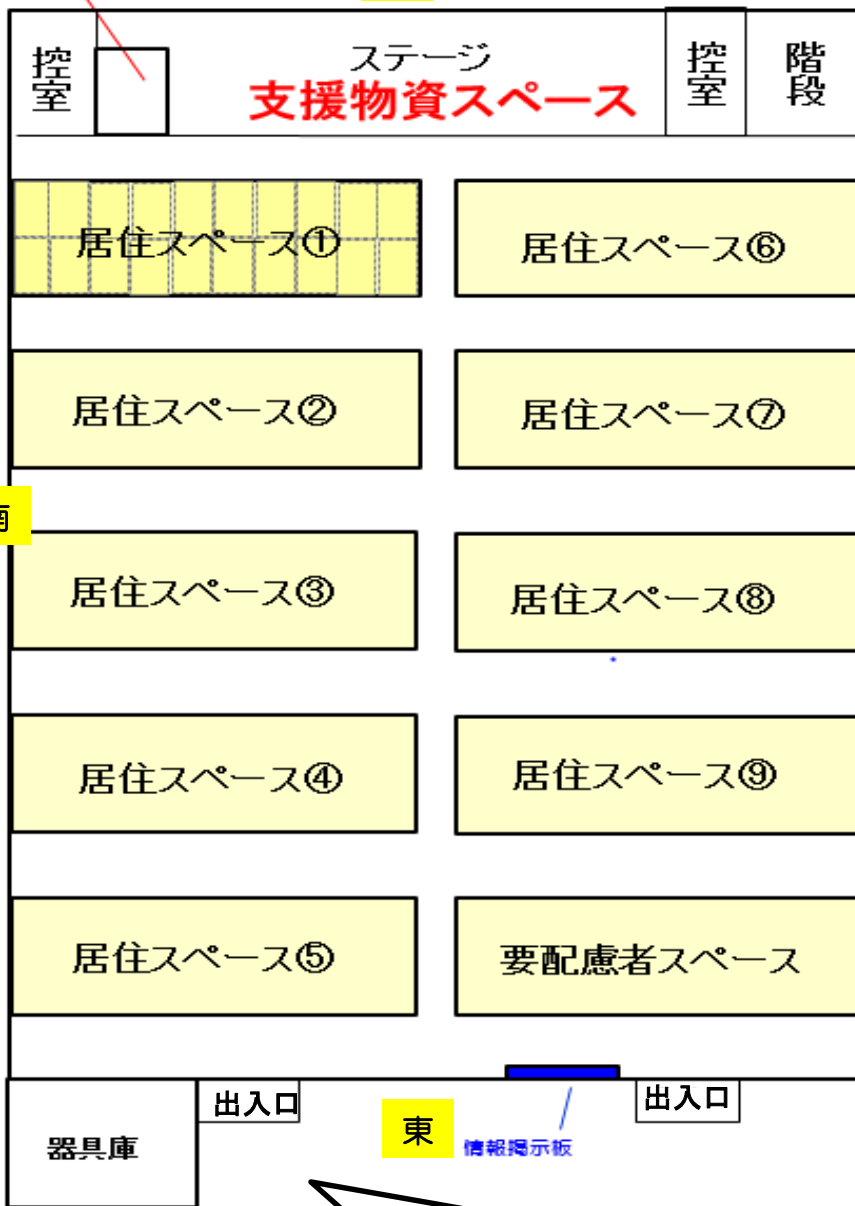 控室
ステージ
支援物資スペース
控室
階段
居住スペース①
居住スペース⑥
居住スペース②
居住スペース⑦
南
居住スペース③
居住スペース⑧
居住スペース④
居住スペース⑨
居住スペース⑤
要配慮者スペース
出入口
出入口
器具庫
東
情報掲示板